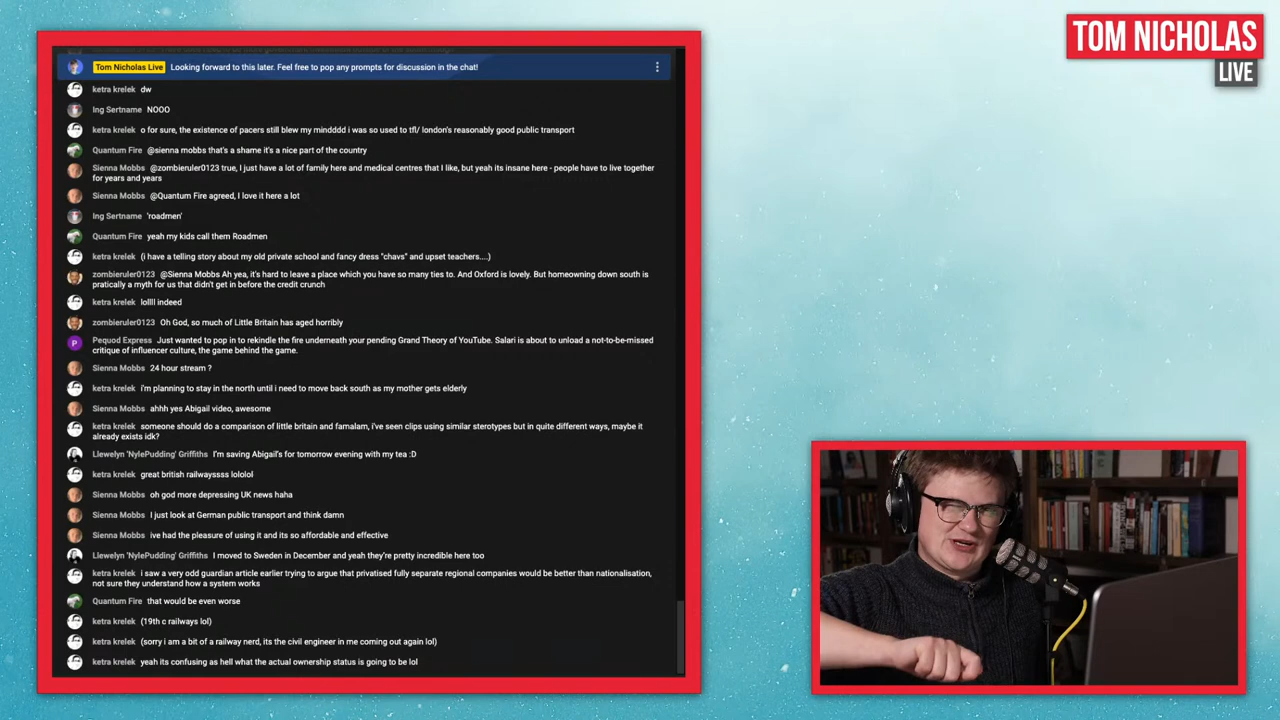 TOM NICHOLAS
LIVE
Tom Nicholas Live Looking forward to this later. Feel free to pop any prompts for discussion in the chat!
ketra krelek dw
Ing Sertname NOOO
ketra krelek o for sure, the existence of pacers still blew my mindddd i was so used to tfl/ london's reasonably good public transport
Quantum Fire @sienna mobbs that's a shame it's a nice part of the country
Sienna Mobbs @zombieruler0123 true, I just have a lot of family here and medical centres that I like, but yeah its insane here - people have to live together
for years and years
Sienna Mobbs @Quantum Fire agreed, I love it here a lot
Ing Sertname 'roadmen'
Quantum Fire yeah my kids call them Roadmen
ketra krelek (i have a telling story about my old private school and fancy dress "chavs" and upset teachers....)
zombieruler0123 @Sienna Mobbs Ah yea, it's hard to leave a place which you have so many ties to. And Oxford is lovely. But homeowning down south is
pratically a myth for us that didn't get in before the credit crunch
ketra krelek lollll indeed
zombieruler0123 Oh God, so much of Little Britain has aged horribly
P Pequod Express Just wanted to pop in to rekindle the fire underneath your pending Grand Theory of YouTube. Salari is about to unload a not-to-be-missed
critique of influencer culture, the game behind the game.
Sienna Mobbs 24 hour stream ?
ketra krelek i'm planning to stay in the north until i need to move back south as my mother gets elderly
Sienna Mobbs ahhh yes Abigail video, awesome
ketra krelek someone should do a comparison of little britain and famalam, i've seen clips using similar sterotypes but in quite different ways, maybe it
already exists idk?
Llewelyn 'NylePudding' Griffiths I'm saving Abigail's for tomorrow evening with my tea :D
ketra krelek great british railwayssss lololol
Sienna Mobbs oh god more depressing UK news haha
Sienna Mobbs I just look at German public transport and think damn
Sienna Mobbs ive had the pleasure of using it and its so affordable and effective
Llewelyn 'NylePudding' Griffiths I moved to Sweden in December and yeah they're pretty incredible here too
ketra krelek i saw a very odd guardian article earlier trying to argue that privatised fully separate regional companies would be better than nationalisation,
not sure they understand how a system works
Quantum Fire that would be even worse
ketra krelek (19th c railways lol)
ketra krelek (sorry i am a bit of a railway nerd, its the civil engineer in me coming out again lol)
ketra krelek yeah its confusing as hell what the actual ownership status is going to be lol